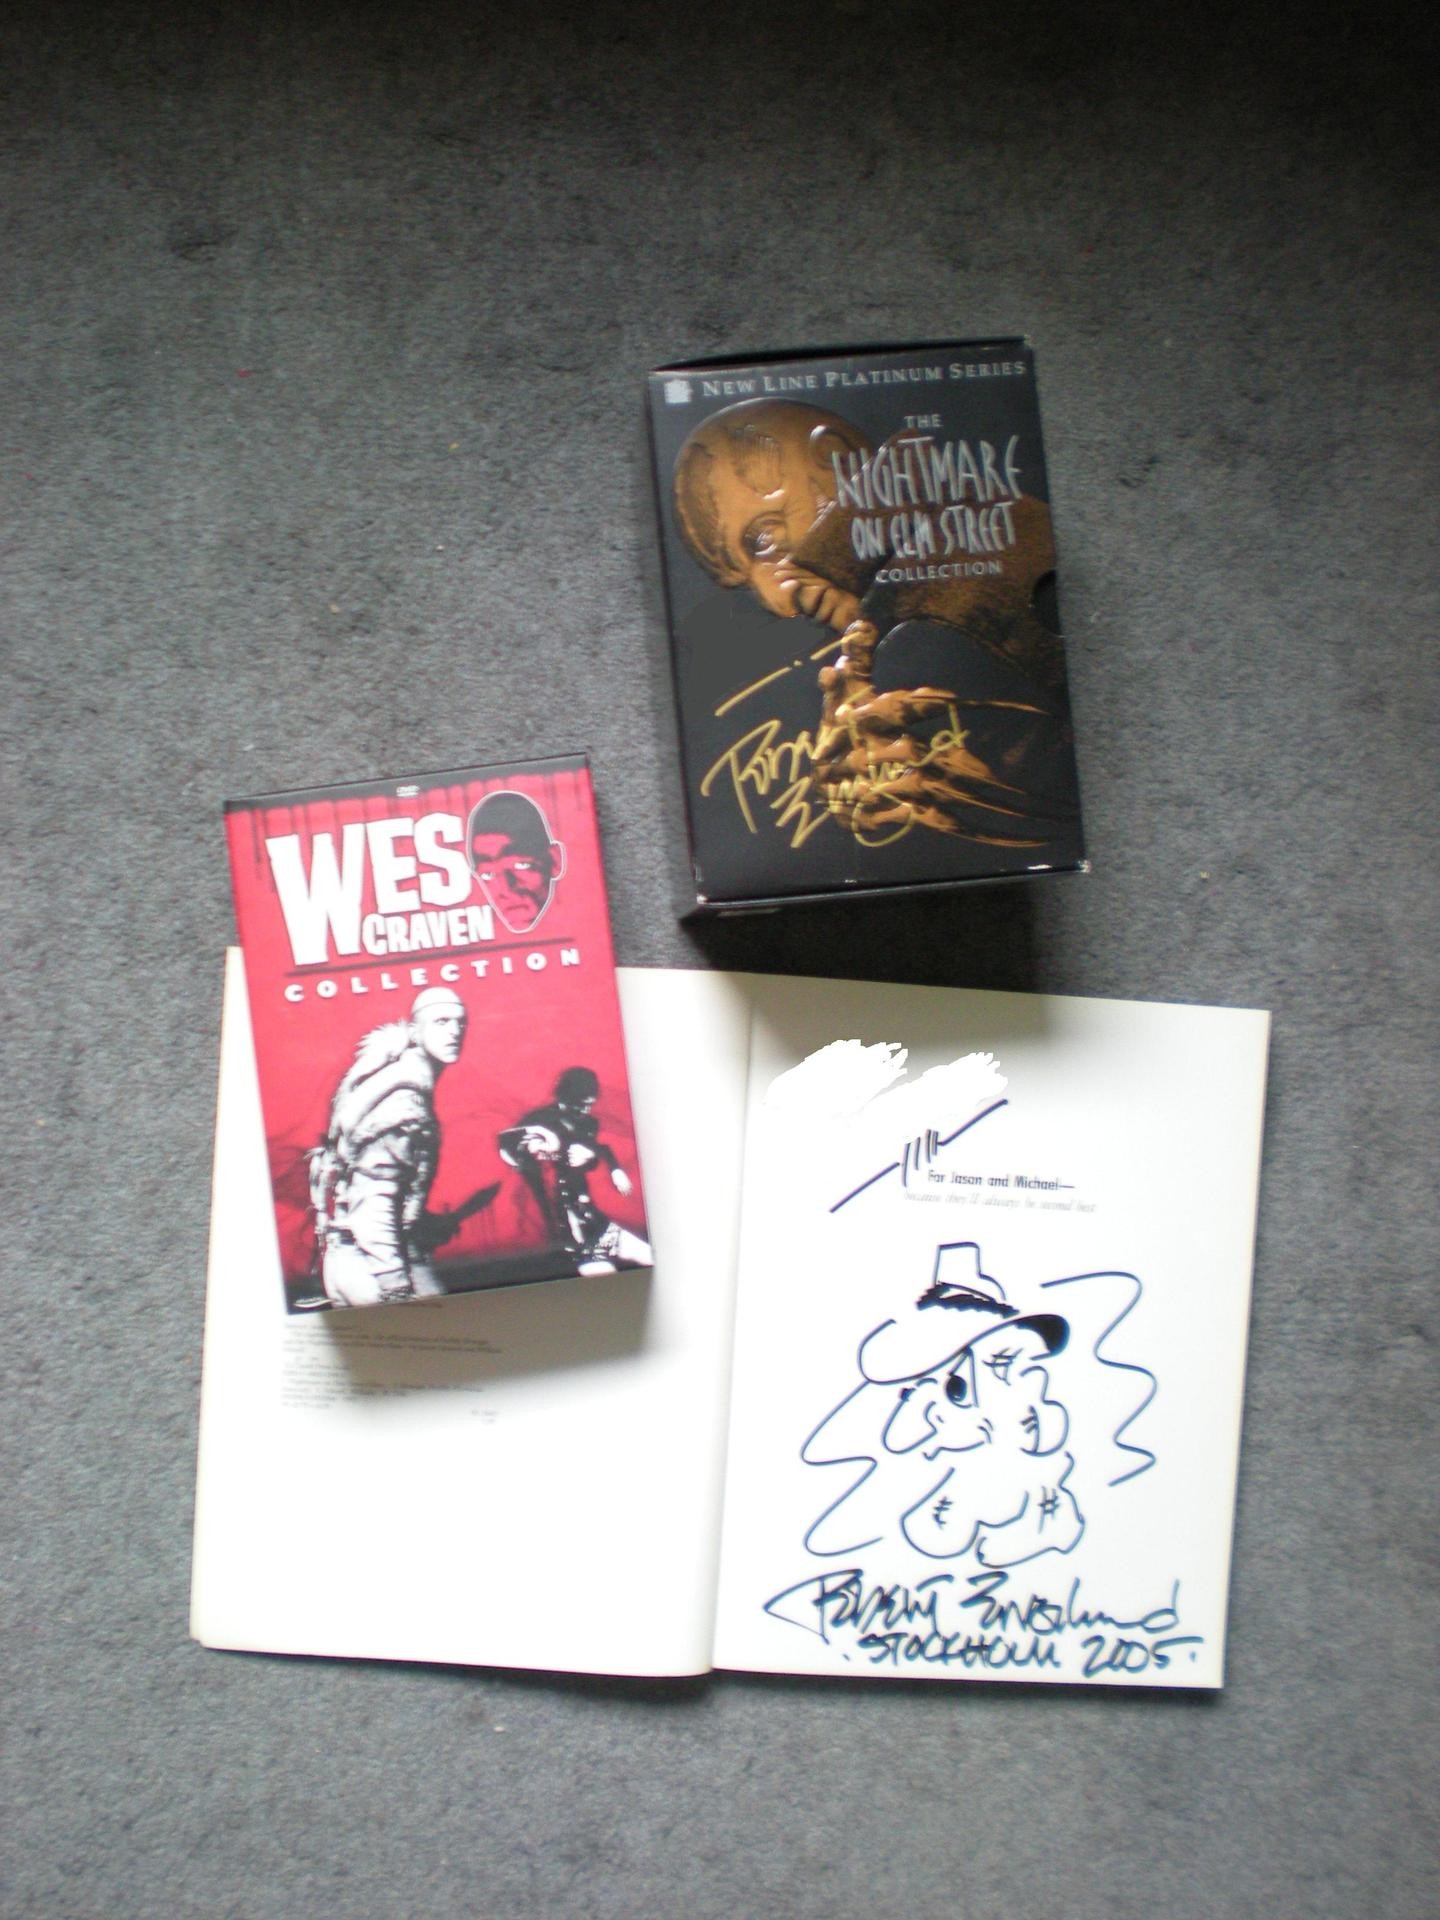 NEW LINE PLATINUM SERIES
THE
NIGHTMARE
ON ELM STREET
COLLECTION
Robert
Englund
DVD
WES
CRAVEN
COLLECTION
For Jason and Michael—
because they'll always be second best
Robert Englund
.STOCKHOLM 2005.